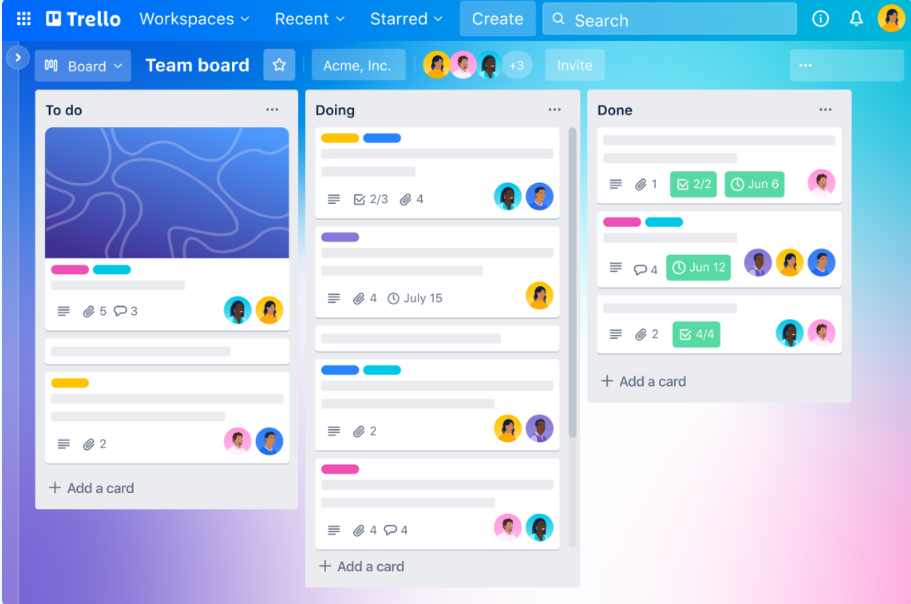 Trello Workspaces Recent Starred Create Search
Board Team board Acme, Inc. +3 Invite
To do
5 3
2
+ Add a card
Doing
2/3 4
4 July 15
2
4 4
+ Add a card
Done
1 2/2 Jun 6
4 Jun 12
2 4/4
+ Add a card